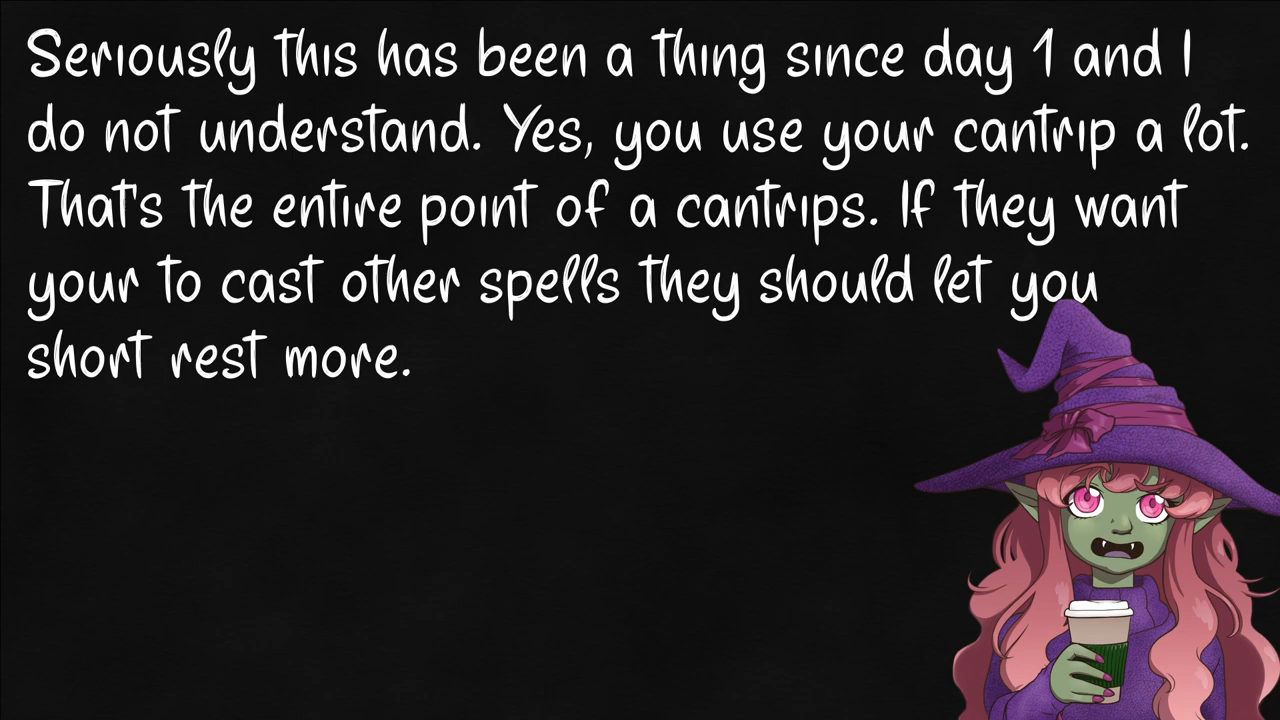 Seriously this has been a thing since day 1 and I
do not understand. Yes, you use your cantrip a lot.
That's the entire point of a cantrips. If they want
your to cast other spells they should let you
short rest more.